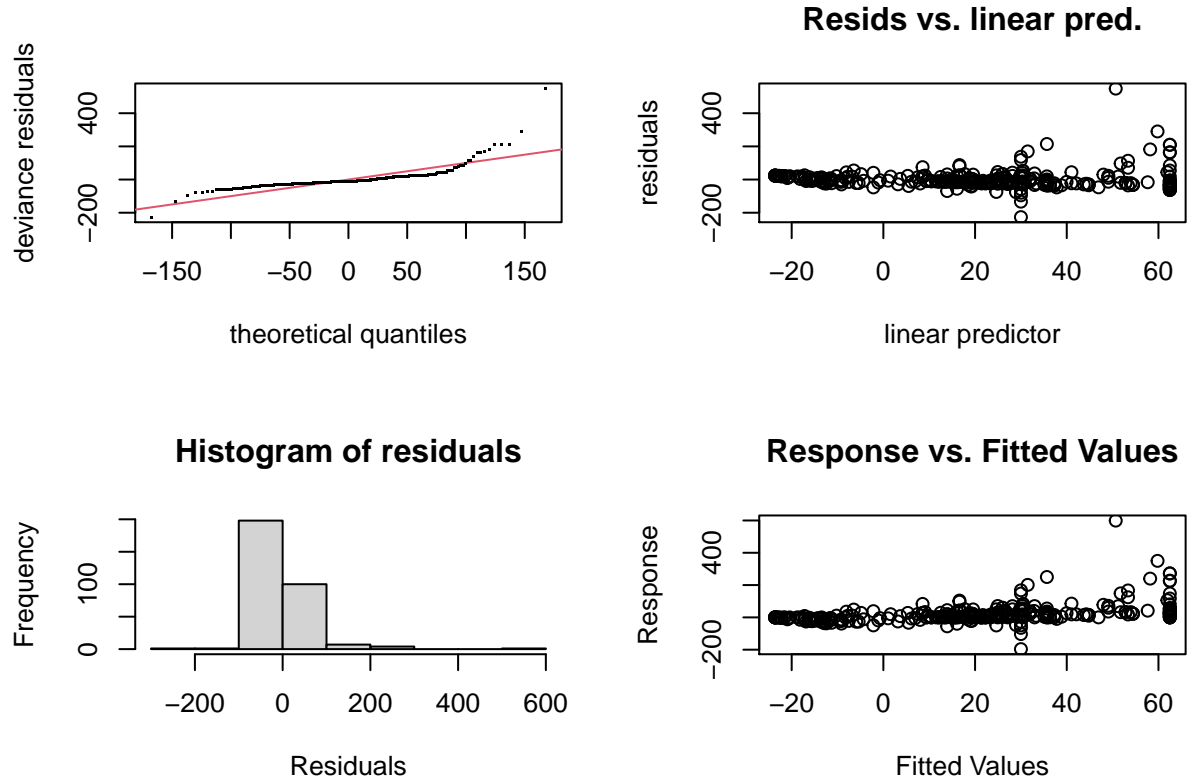 deviance residuals
−200
400
−150
−50
0
50
150
theoretical quantiles
Resids vs. linear pred.
residuals
−200
400
−20
0
20
40
60
linear predictor
Histogram of residuals
Frequency
0
100
−200
0
200
400
600
Residuals
Response vs. Fitted Values
Response
−200
400
−20
0
20
40
60
Fitted Values